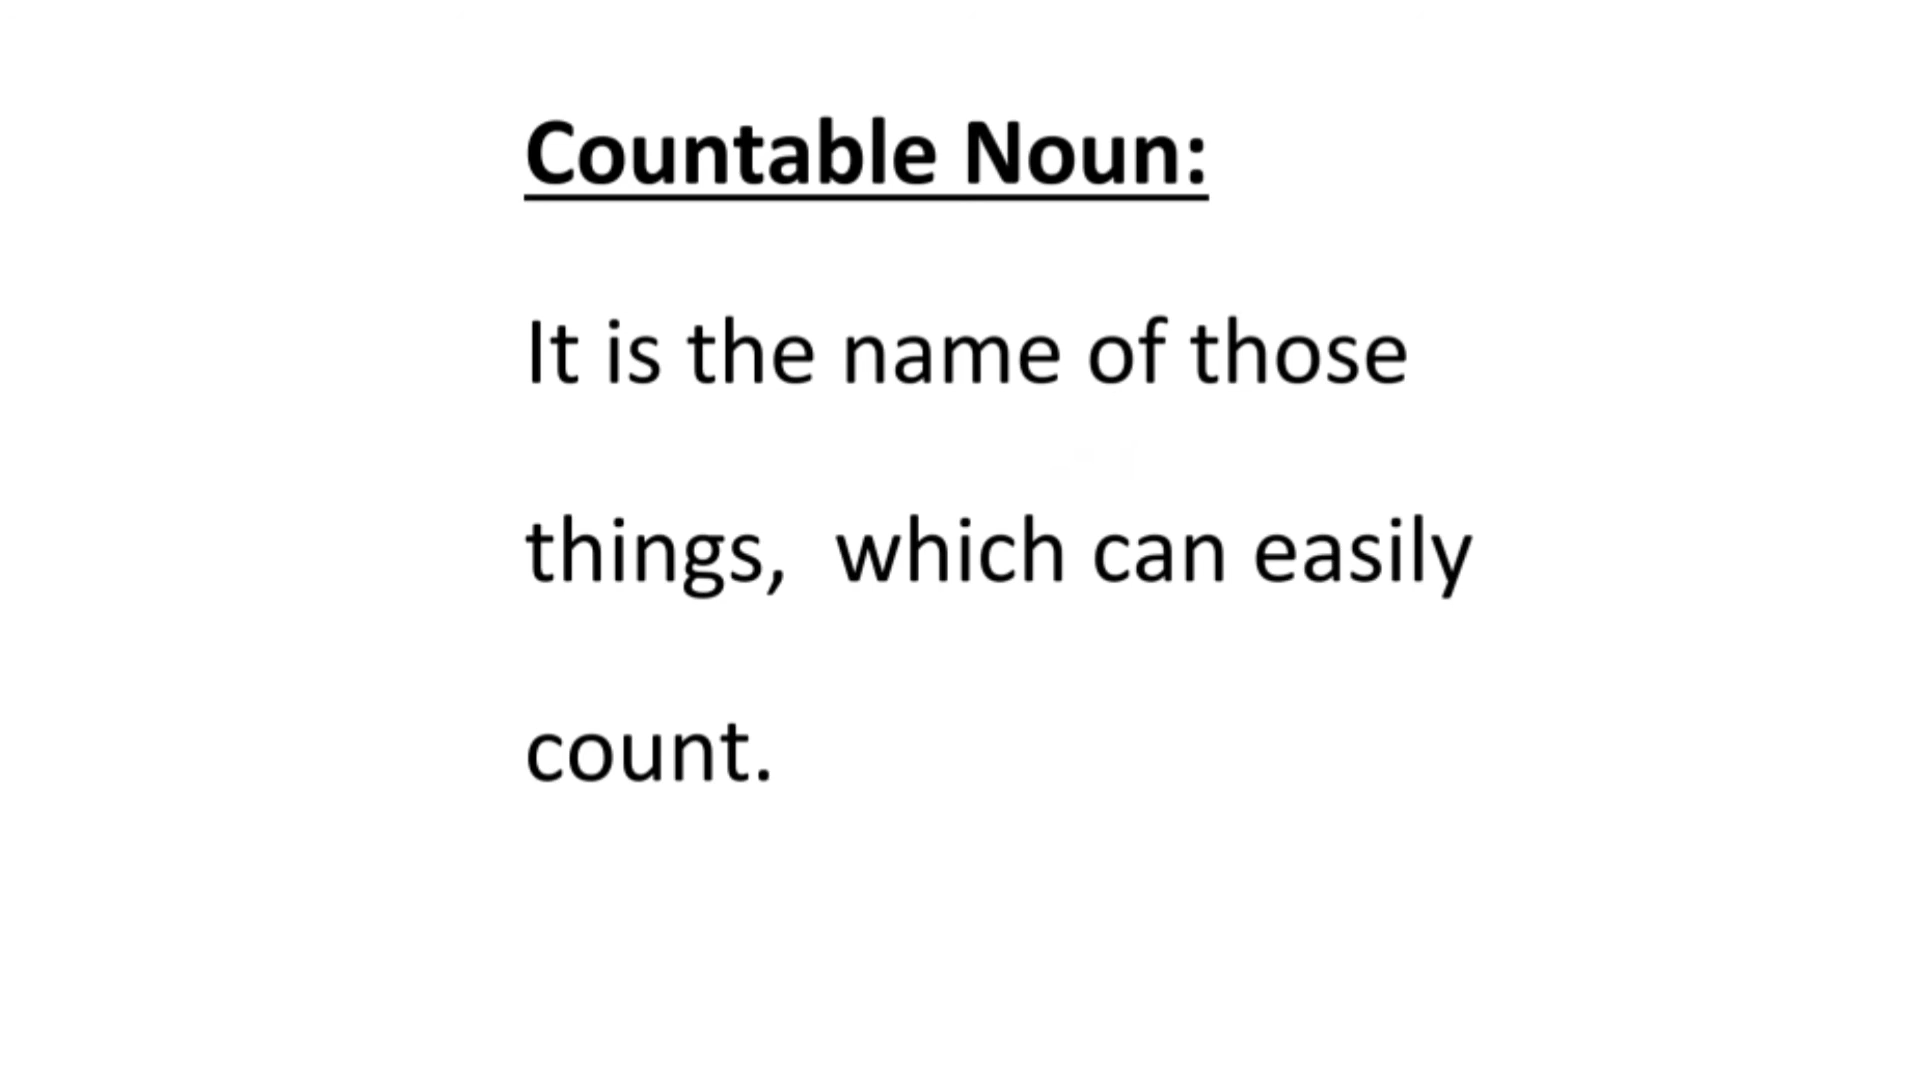 Countable Noun:
It is the name of those
things,  which can easily
count.